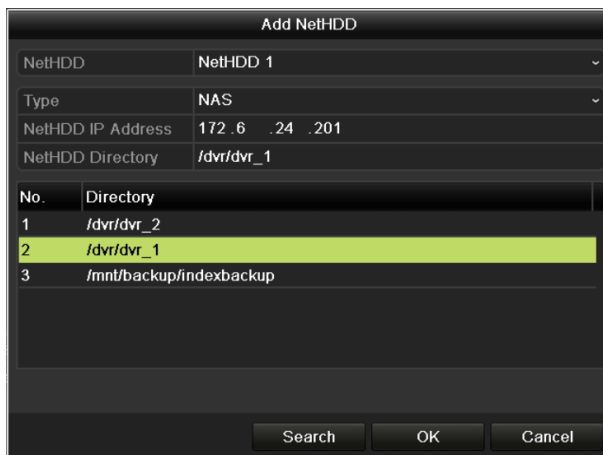 Add NetHDD
NetHDD NetHDD 1
Type NAS
NetHDD IP Address 172 .6 .24 .201
NetHDD Directory /dvr/dvr_1
No. Directory
1 /dvr/dvr_2
2 /dvr/dvr_1
3 /mnt/backup/indexbackup
Search OK Cancel